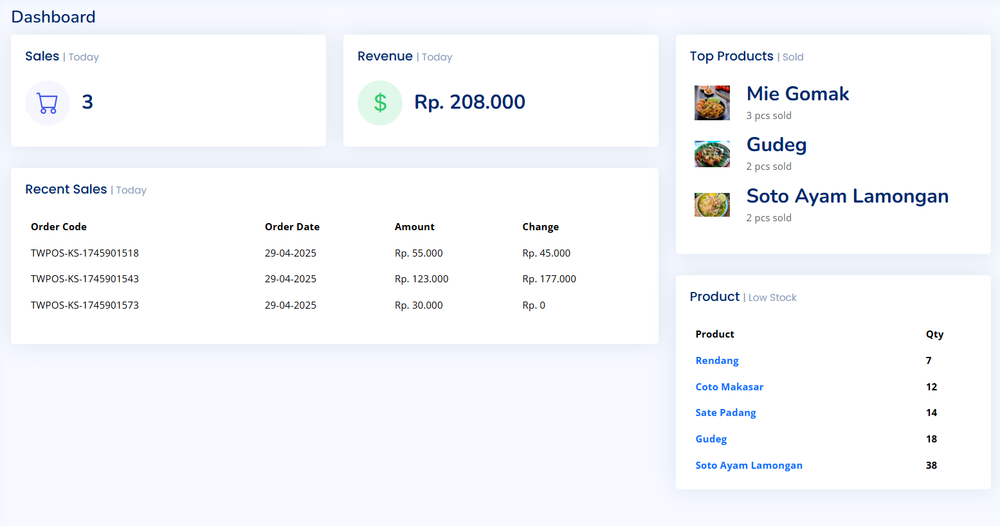 Dashboard
Sales | Today
3
Revenue | Today
$
Rp. 208.000
Recent Sales | Today
Order Code Order Date Amount Change
TWPOS-KS-1745901518 29-04-2025 Rp. 55.000 Rp. 45.000
TWPOS-KS-1745901543 29-04-2025 Rp. 123.000 Rp. 177.000
TWPOS-KS-1745901573 29-04-2025 Rp. 30.000 Rp. 0
Top Products | Sold
Mie Gomak
3 pcs sold
Gudeg
2 pcs sold
Soto Ayam Lamongan
2 pcs sold
Product | Low Stock
Product Qty
Rendang 7
Coto Makasar 12
Sate Padang 14
Gudeg 18
Soto Ayam Lamongan 38